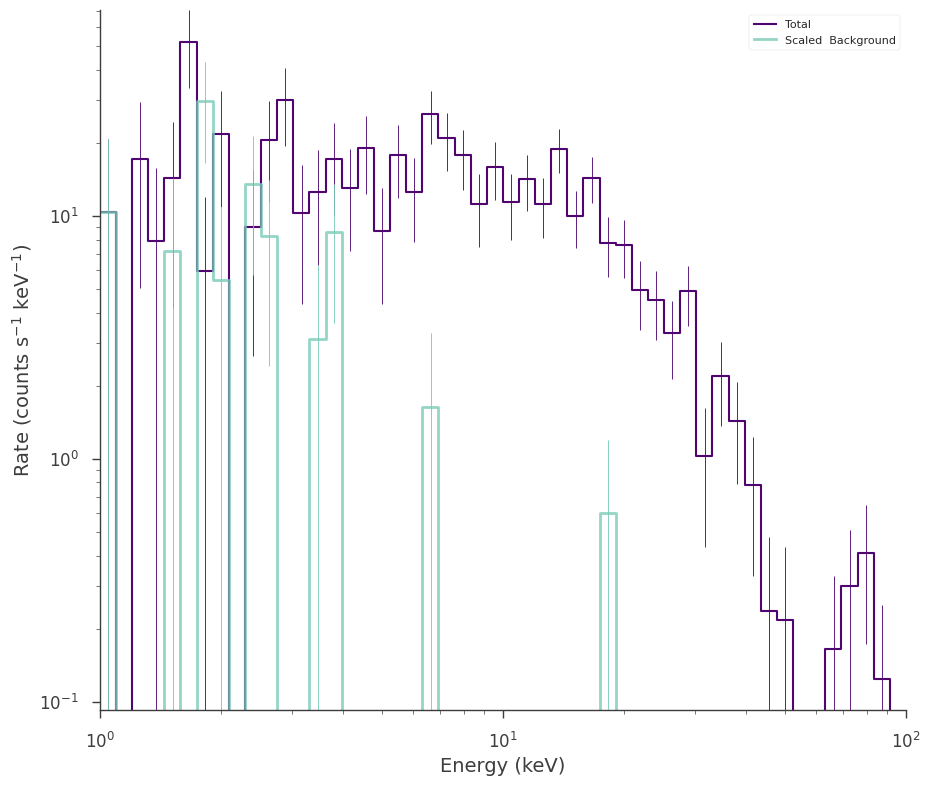 Total
Scaled  Background
Rate (counts s⁻¹ keV⁻¹)
10¹
10⁰
10⁻¹
10⁰
10¹
10²
Energy (keV)